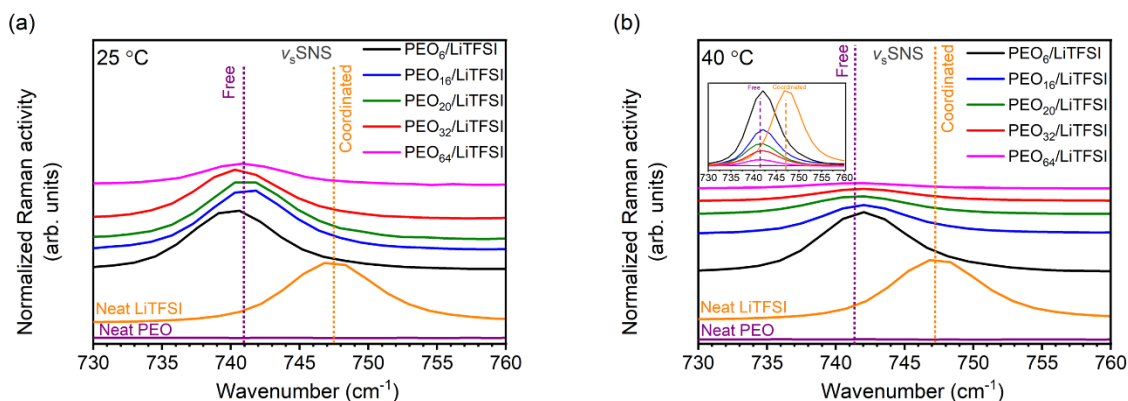 (a)
25 °C
νsSNS
PEO6/LiTFSI
PEO16/LiTFSI
PEO20/LiTFSI
PEO32/LiTFSI
PEO64/LiTFSI
Free
Coordinated
Neat LiTFSI
Neat PEO
Normalized Raman activity
(arb. units)
730 735 740 745 750 755 760
Wavenumber (cm-1)
(b)
40 °C
νsSNS
PEO6/LiTFSI
PEO16/LiTFSI
PEO20/LiTFSI
PEO32/LiTFSI
PEO64/LiTFSI
Free
Coordinated
Free
Coordinated
730 735 740 745 750 755 760
Neat LiTFSI
Neat PEO
Normalized Raman activity
(arb. units)
730 735 740 745 750 755 760
Wavenumber (cm-1)